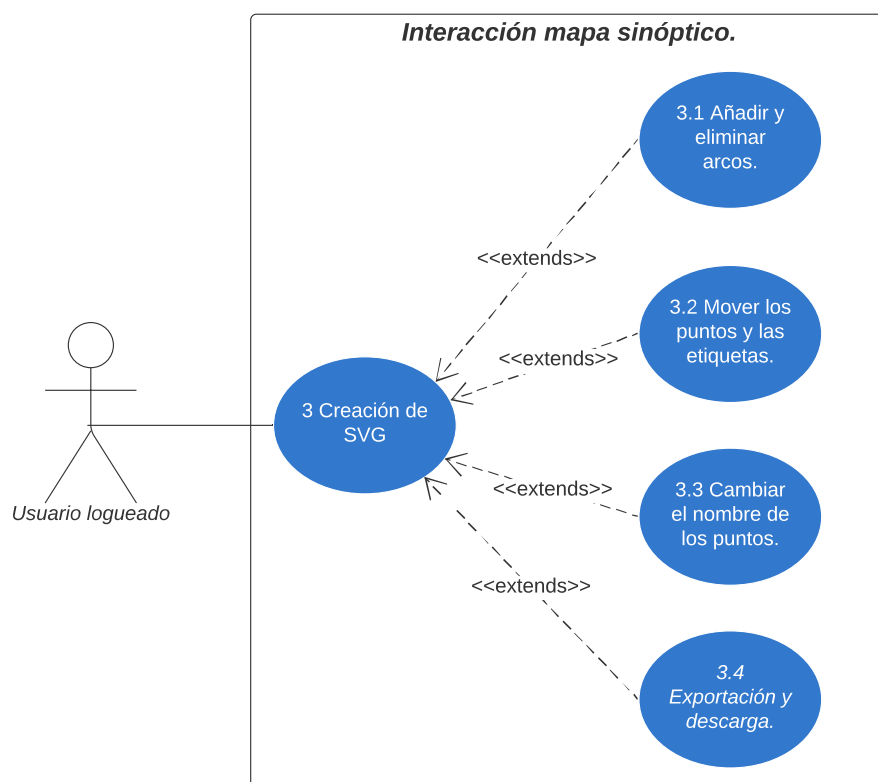 Interacción mapa sinóptico.
3.1 Añadir y
eliminar
arcos.
<<extends>>
3.2 Mover los
puntos y las
etiquetas.
<<extends>>
3 Creación de
SVG
Usuario logueado
<<extends>>
3.3 Cambiar
el nombre de
los puntos.
<<extends>>
3.4
Exportación y
descarga.